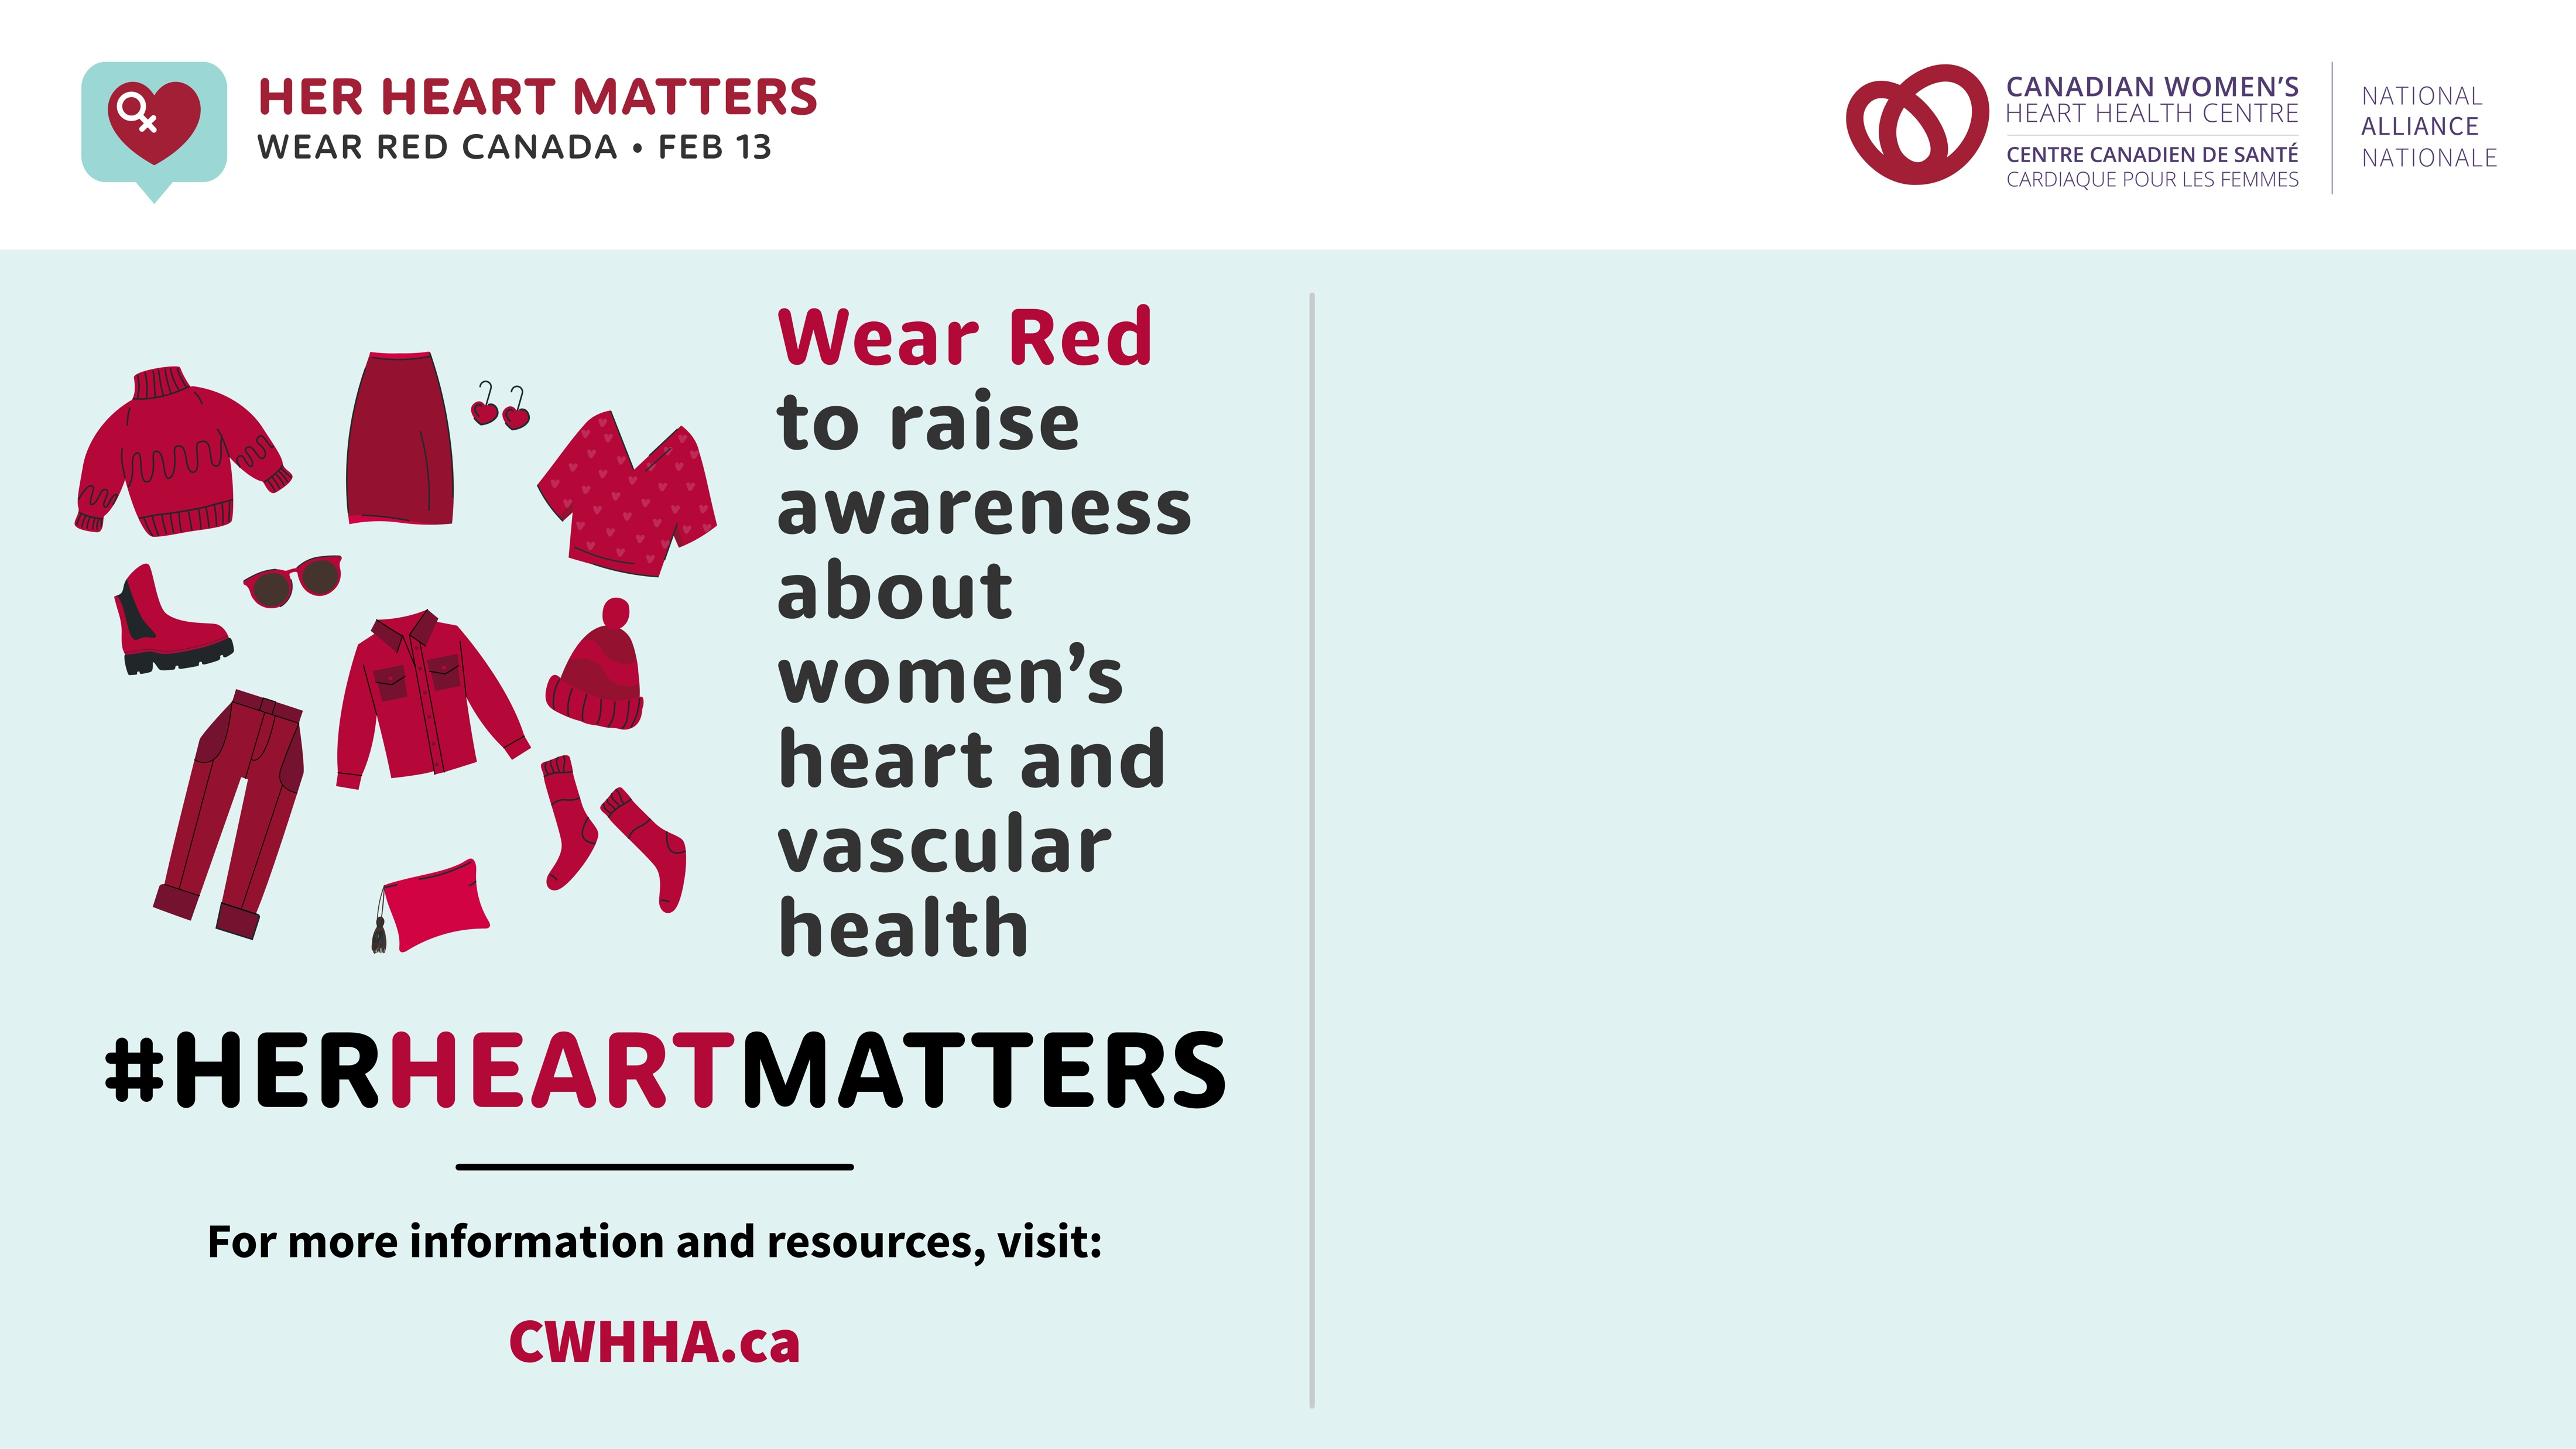 HER HEART MATTERS
WEAR RED CANADA • FEB 13
CANADIAN WOMEN'S
HEART HEALTH CENTRE
CENTRE CANADIEN DE SANTÉ
CARDIAQUE POUR LES FEMMES
NATIONAL
ALLIANCE
NATIONALE
Wear Red
to raise
awareness
about
women's
heart and
vascular
health
#HERHEARTMATTERS
For more information and resources, visit:
CWHHA.ca